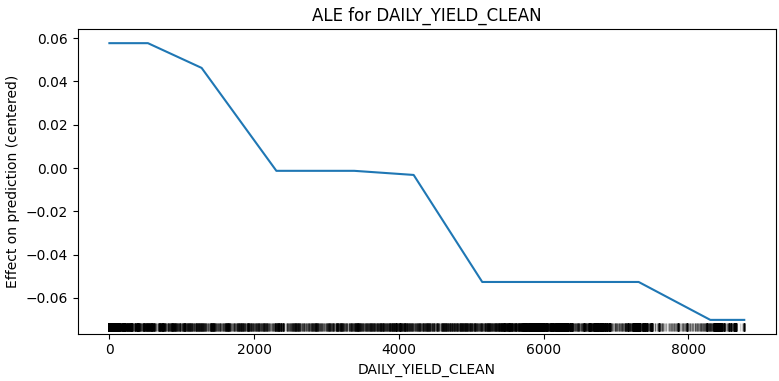 ALE for DAILY_YIELD_CLEAN
Effect on prediction (centered)
0.06
0.04
0.02
0.00
−0.02
−0.04
−0.06
0 2000 4000 6000 8000
DAILY_YIELD_CLEAN